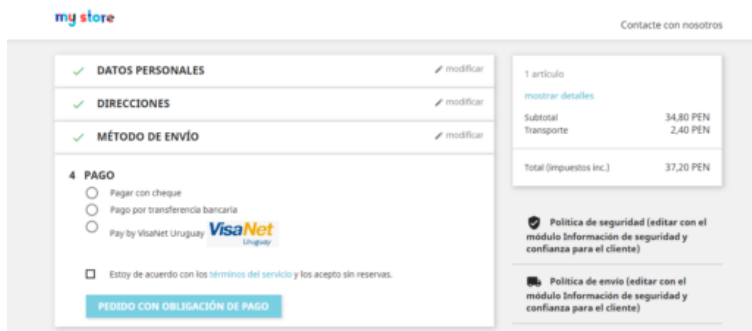 my store
Contacte con nosotros
DATOS PERSONALES
modificar
DIRECCIONES
modificar
MÉTODO DE ENVÍO
modificar
4 PAGO
Pagar con cheque
Pago por transferencia bancaria
Pay by VisaNet Uruguay VisaNet
Uruguay
Estoy de acuerdo con los términos del servicio y los acepto sin reservas.
PEDIDO CON OBLIGACIÓN DE PAGO
1 artículo
mostrar detalles
Subtotal 34,80 PEN
Transporte 2,40 PEN
Total (impuestos inc.) 37,20 PEN
Política de seguridad (editar con el
módulo Información de seguridad y
confianza para el cliente)
Política de envío (editar con el
módulo Información de seguridad y
confianza para el cliente)